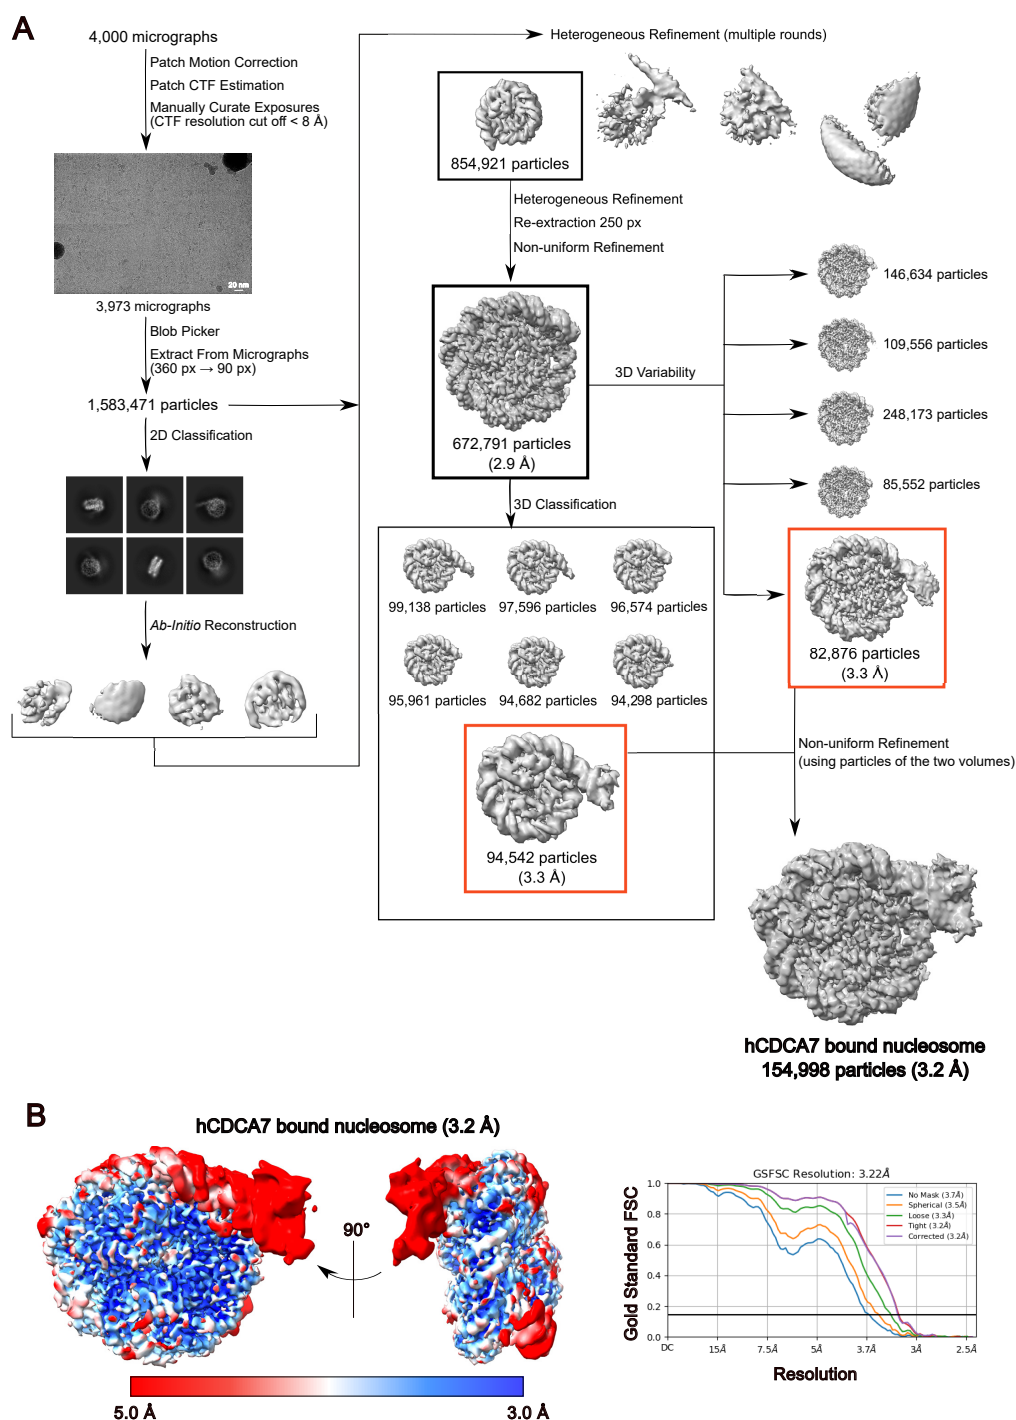 A
4,000 micrographs
Patch Motion Correction
Patch CTF Estimation
Manually Curate Exposures
(CTF resolution cut off < 8 Å)
20 nm
3,973 micrographs
Blob Picker
Extract From Micrographs
(360 px → 90 px)
1,583,471 particles
2D Classification
Ab-Initio Reconstruction
Heterogeneous Refinement (multiple rounds)
854,921 particles
Heterogeneous Refinement
Re-extraction 250 px
Non-uniform Refinement
672,791 particles
(2.9 Å)
3D Variability
146,634 particles
109,556 particles
248,173 particles
85,552 particles
82,876 particles
(3.3 Å)
3D Classification
99,138 particles
97,596 particles
96,574 particles
95,961 particles
94,682 particles
94,298 particles
94,542 particles
(3.3 Å)
Non-uniform Refinement
(using particles of the two volumes)
hCDCA7 bound nucleosome
154,998 particles (3.2 Å)
B
hCDCA7 bound nucleosome (3.2 Å)
90°
5.0 Å
3.0 Å
GSFSC Resolution: 3.22Å
Gold Standard FSC
1.0
0.8
0.6
0.4
0.2
0.0
No Mask (3.7Å)
Spherical (3.5Å)
Loose (3.3Å)
Tight (3.2Å)
Corrected (3.2Å)
DC
15Å
7.5Å
5Å
3.7Å
3Å
2.5Å
Resolution